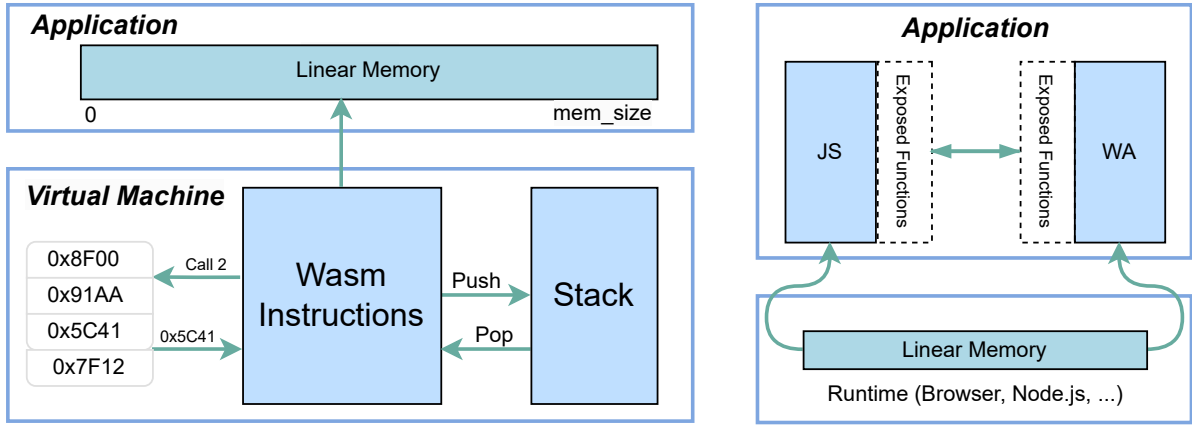 Application
Linear Memory
0
mem_size
Virtual Machine
0x8F00
0x91AA
0x5C41
0x7F12
Call 2
0x5C41
Wasm
Instructions
Push
Pop
Stack
Application
JS
Exposed Functions
Exposed Functions
WA
Linear Memory
Runtime (Browser, Node.js, ...)